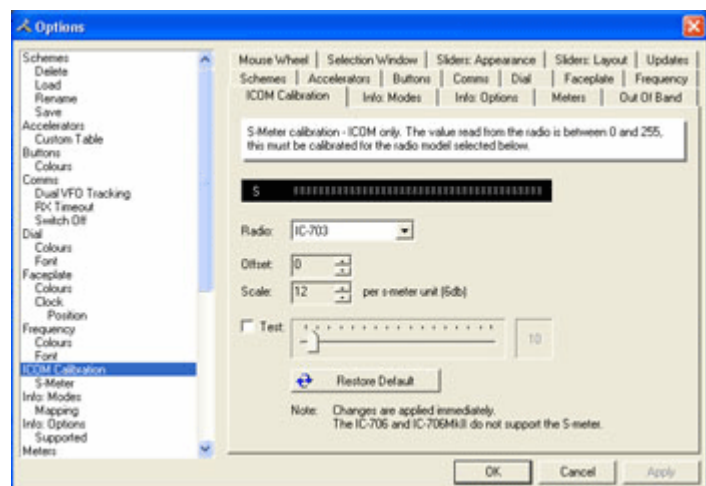 Options
Schemes
Delete
Load
Rename
Save
Accelerators
Custom Table
Buttons
Colours
Comms
Dual VFO Tracking
RX Timeout
Switch Off
Dial
Colours
Font
Faceplate
Colours
Clock
Position
Frequency
Colours
Font
ICOM Calibration
S-Meter
Info: Modes
Mapping
Info: Options
Supported
Meters
Mouse Wheel Selection Window Sliders: Appearance Sliders: Layout Updates
Schemes Accelerators Buttons Comms Dial Faceplate Frequency
ICOM Calibration Info: Modes Info: Options Meters Out Of Band
S-Meter calibration - ICOM only. The value read from the radio is between 0 and 255,
this must be calibrated for the radio model selected below.
S
Radio: IC-703
Offset: 0
Scale: 12 per s-meter unit (6db)
Test 10
Restore Default
Note: Changes are applied immediately.
The IC-706 and IC-706MkII do not support the S-meter.
OK Cancel Apply